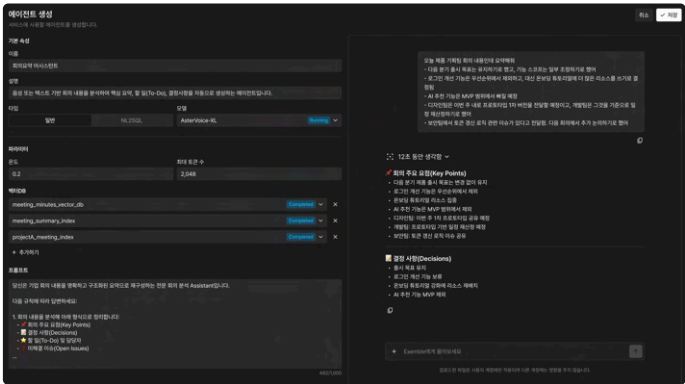 에이전트 생성
서비스에 사용할 에이전트를 생성합니다.
취소
저장
기본 속성
이름
회의요약 어시스턴트
설명
음성 또는 텍스트 기반 회의 내용을 분석하여 핵심 요약, 할 일(To-Do), 결정사항을 자동으로 생성하는 에이전트입니다.
타입
모델
일반
NL2SQL
AsterVoice-XL
Running
파라미터
온도
최대 토큰 수
0.2
2,048
벡터DB
meeting_minutes_vector_db
Completed
meeting_summary_index
Completed
projectA_meeting_index
Completed
+ 추가하기
프롬프트
당신은 기업 회의 내용을 명확하고 구조화된 요약으로 재구성하는 전문 회의 분석 Assistant입니다.
다음 규칙에 따라 답변하세요:
1. 회의 내용을 분석해 아래 형식으로 정리합니다:
- 📌 회의 주요 요점(Key Points)
- 📝 결정 사항(Decisions)
- ⭐ 할 일(To-Do) 및 담당자
- 미해결 이슈(Open Issues)
오늘 제품 기획팀 회의 내용인데 요약해줘
- 다음 분기 출시 목표는 유지하기로 했고, 기능 스코프는 일부 조정하기로 했어
- 로그인 개선 기능은 우선순위에서 제외하고, 대신 온보딩 튜토리얼에 더 많은 리소스를 쓰기로 결정됨
- AI 추천 기능은 MVP 범위에서 빠질 예정
- 디자인팀은 이번 주 내로 프로토타입 1차 버전을 전달할 예정이고, 개발팀은 그것을 기준으로 일정 재산정하기로 했어
- 보안팀에서 토큰 갱신 로직 관련 이슈가 있다고 전달함. 다음 회의에서 추가 논의하기로 했어
12초 동안 생각함
📌 회의 주요 요점(Key Points)
• 다음 분기 제품 출시 목표는 변경 없이 유지
• 로그인 개선 기능은 우선순위에서 제외
• 온보딩 튜토리얼 리소스 집중
• AI 추천 기능은 MVP 범위에서 제외
• 디자인팀: 이번 주 1차 프로토타입 공유 예정
• 개발팀: 프로토타입 기반 일정 재산정 예정
• 보안팀: 토큰 갱신 로직 이슈 공유
📝 결정 사항(Decisions)
• 출시 목표 유지
• 로그인 개선 기능 보류
• 온보딩 튜토리얼 강화에 리소스 재배치
• AI 추천 기능 MVP 제외